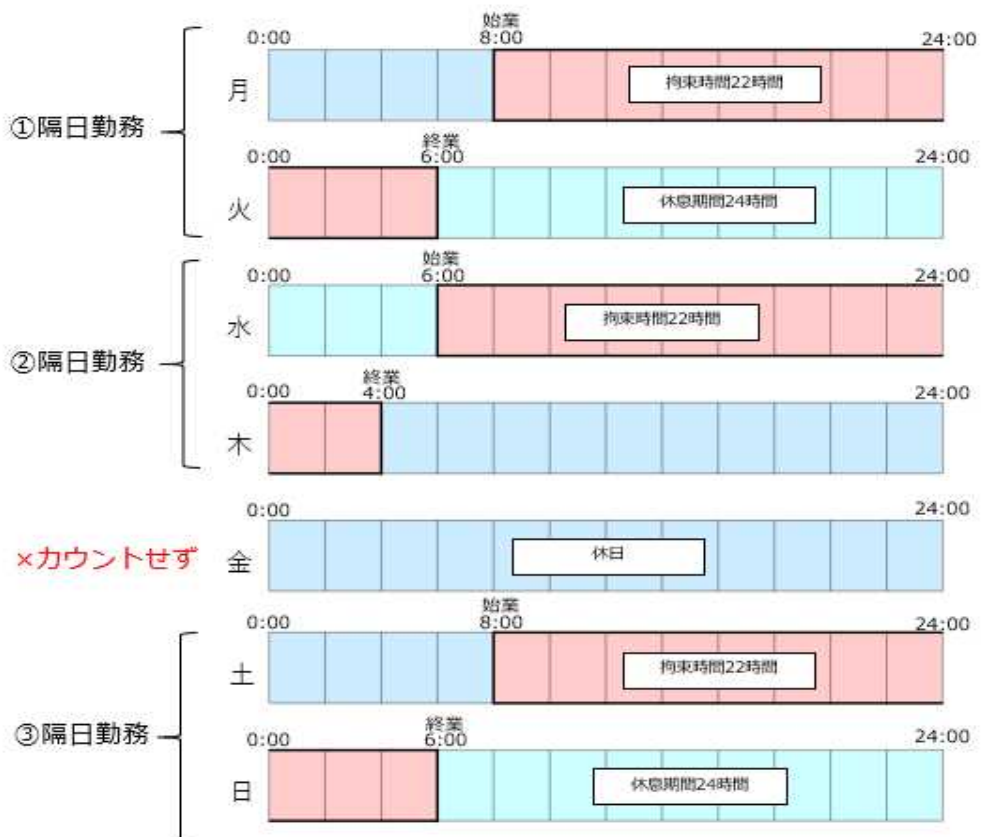 始業
0:00 8:00 24:00
月 拘束時間22時間
①隔日勤務
終業
0:00 6:00 24:00
火 休息期間24時間
始業
0:00 6:00 24:00
水 拘束時間22時間
②隔日勤務
終業
0:00 4:00 24:00
木
0:00 24:00
×カウントせず 金 休日
始業
0:00 8:00 24:00
土 拘束時間22時間
③隔日勤務
終業
0:00 6:00 24:00
日 休息期間24時間